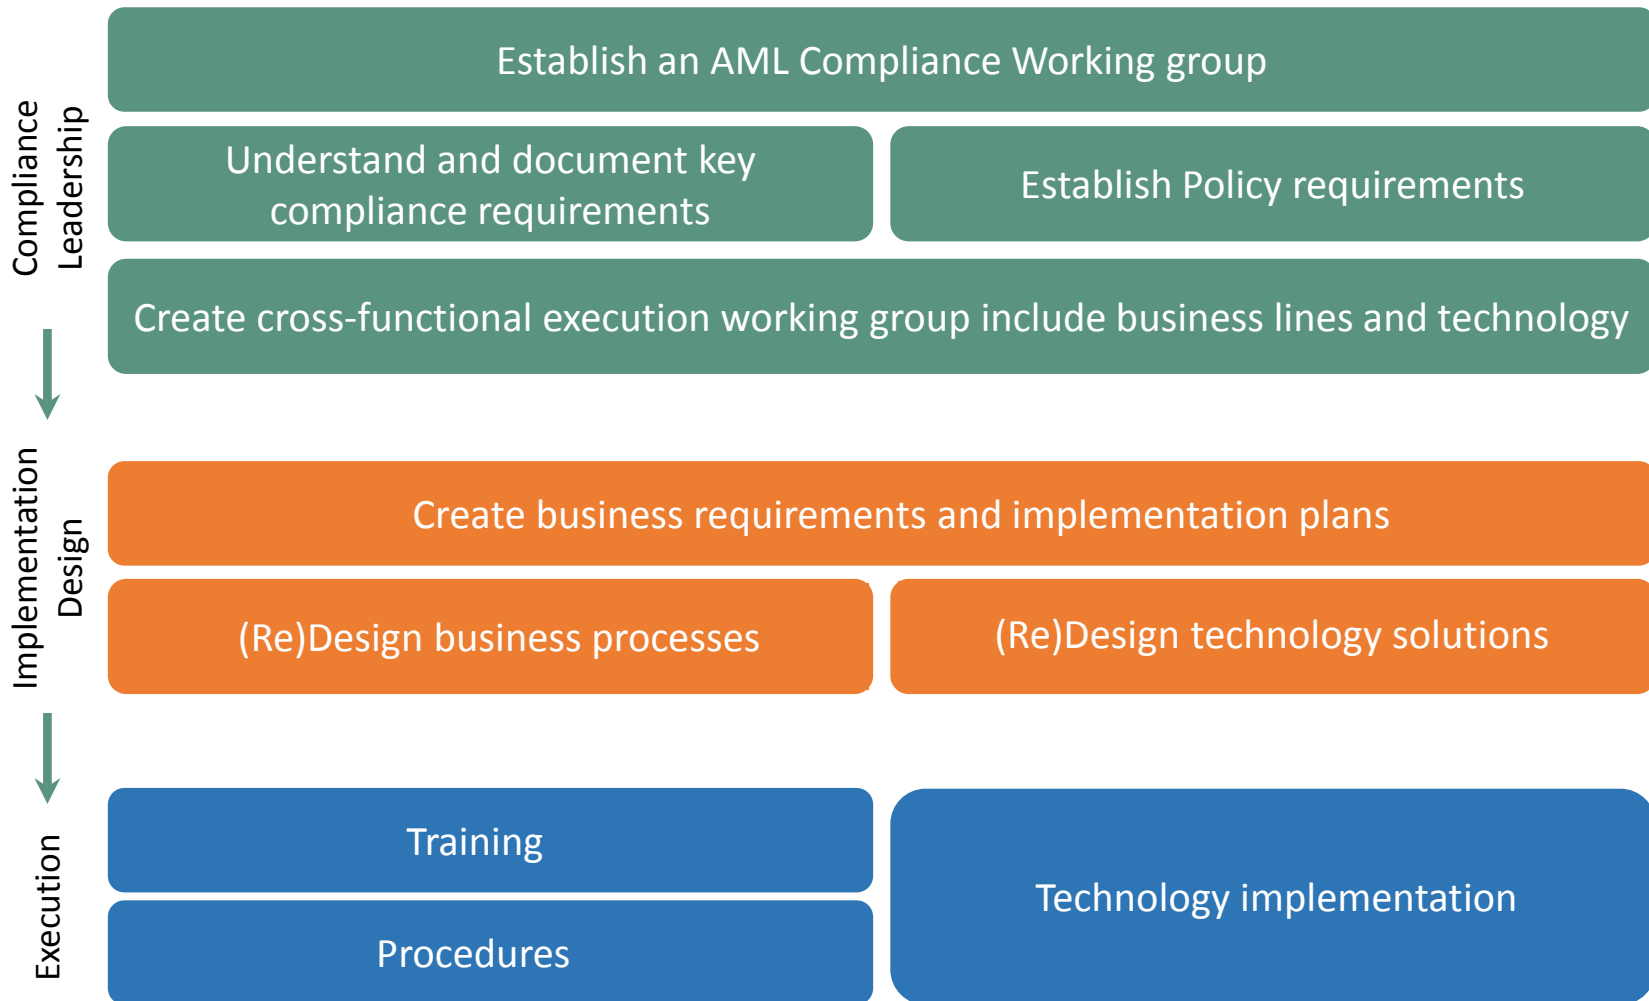 Compliance
Leadership
Establish an AML Compliance Working group
Understand and document key
compliance requirements
Establish Policy requirements
Create cross-functional execution working group include business lines and technology
Implementation
Design
Create business requirements and implementation plans
(Re)Design business processes
(Re)Design technology solutions
Execution
Training
Procedures
Technology implementation